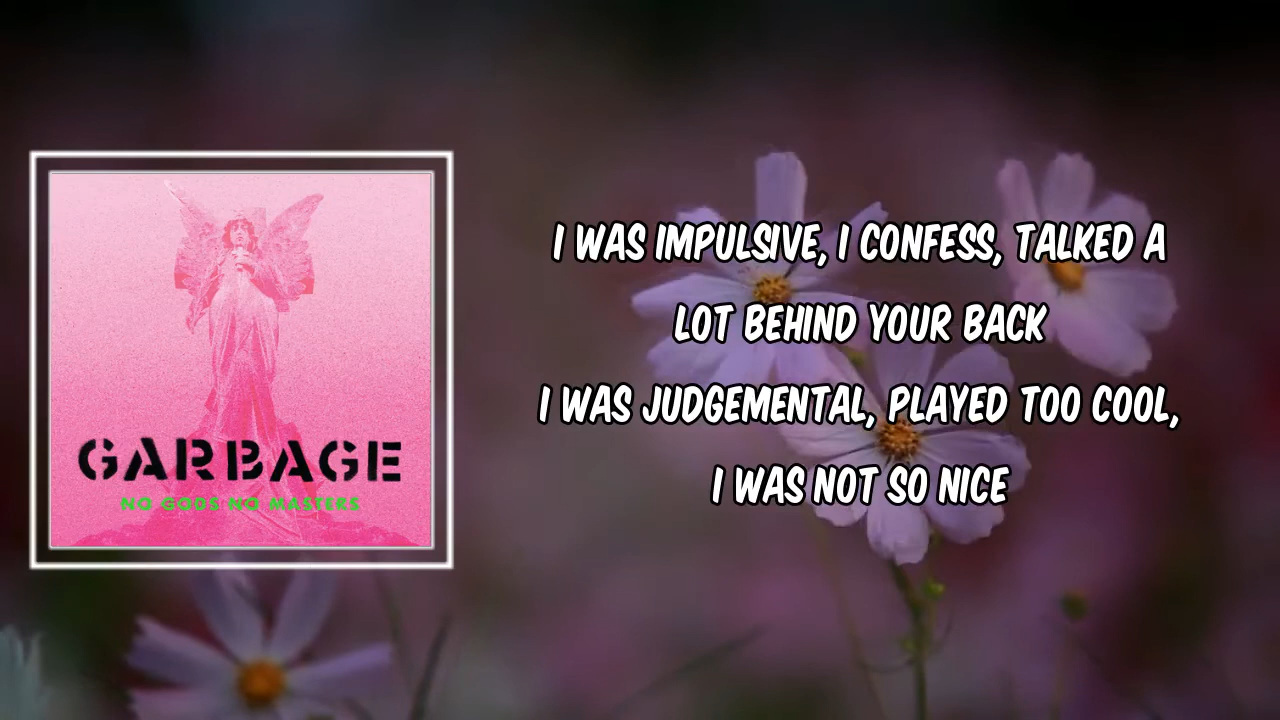 GARBAGE
NO GODS NO MASTERS
I WAS IMPULSIVE, I CONFESS, TALKED A
LOT BEHIND YOUR BACK
I WAS JUDGEMENTAL, PLAYED TOO COOL,
I WAS NOT SO NICE